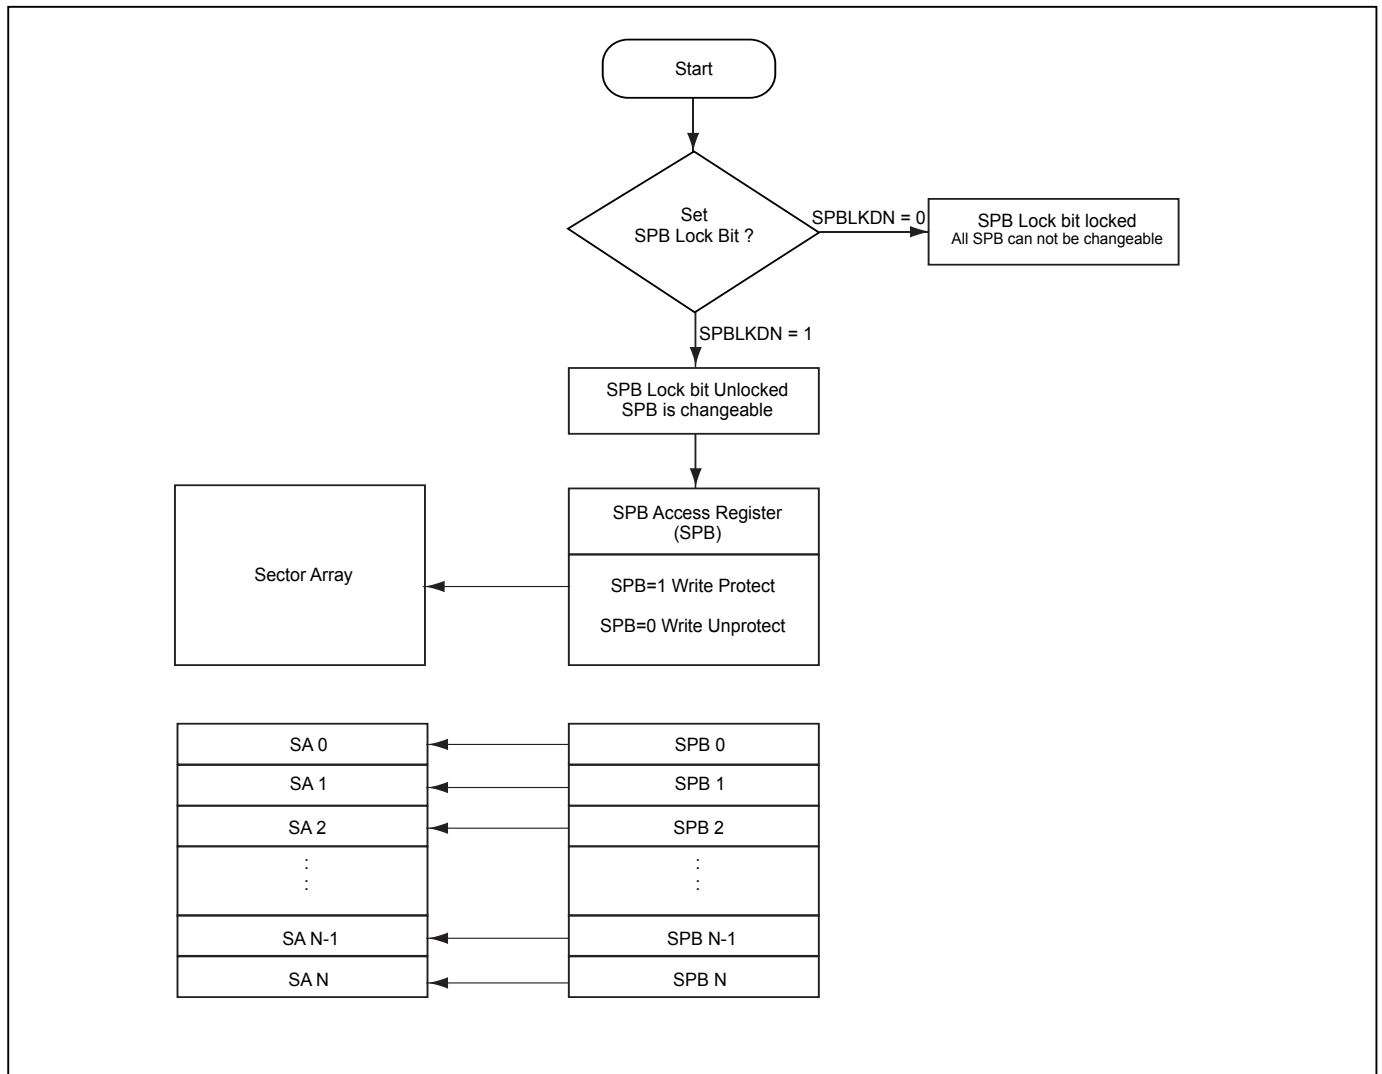 Start
Set
SPB Lock Bit ?
SPBLKDN = 0
SPB Lock bit locked
All SPB can not be changeable
SPBLKDN = 1
SPB Lock bit Unlocked
SPB is changeable
SPB Access Register
(SPB)
Sector Array
SPB=1 Write Protect
SPB=0 Write Unprotect
SA 0
SPB 0
SA 1
SPB 1
SA 2
SPB 2
:
:
:
:
SA N-1
SPB N-1
SA N
SPB N